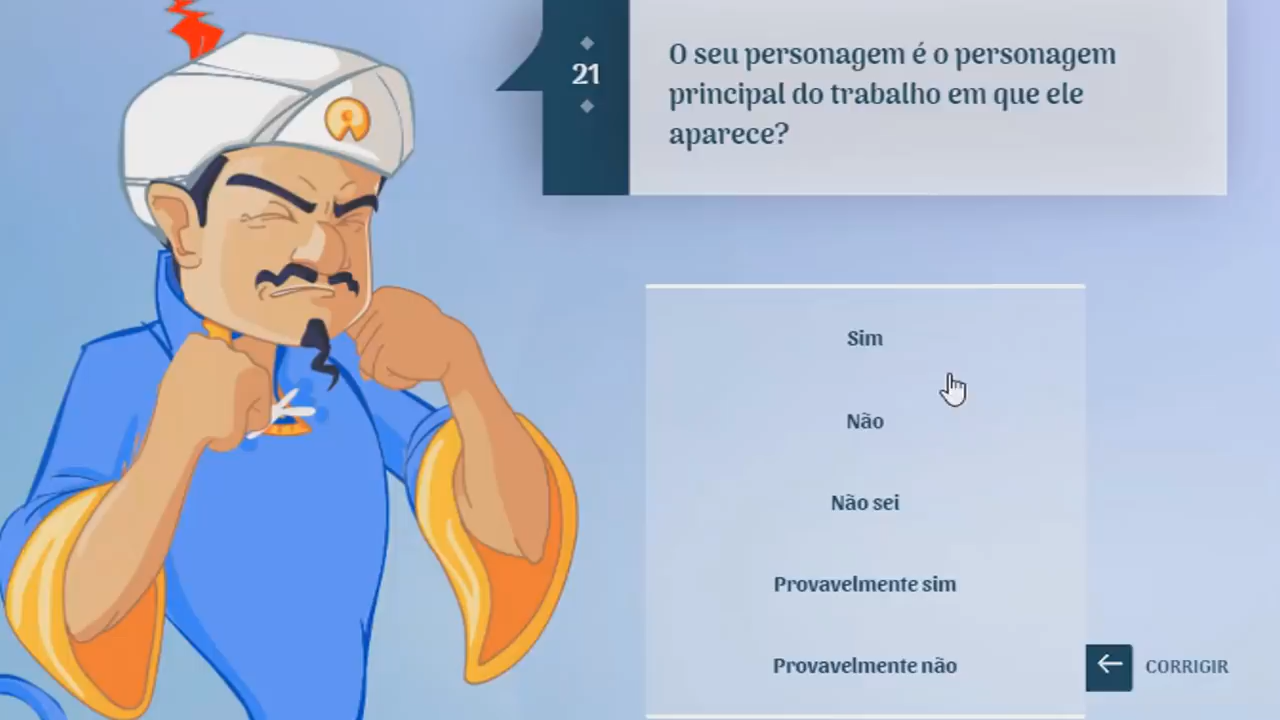 21
O seu personagem é o personagem
principal do trabalho em que ele
aparece?
Sim
Não
Não sei
Provavelmente sim
Provavelmente não
CORRIGIR